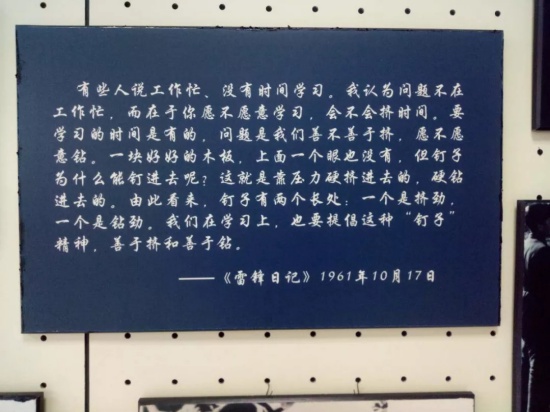 有些人说工作忙、没有时间学习。我认为问题不在
工作忙，而在于你愿不愿意学习，会不会挤时间。要
学习的时间是有的，问题是我们善不善于挤，愿不愿
意钻。一块好好的木板，上面一个眼也没有，但钉子
为什么能钉进去呢？这就是靠压力硬挤进去的，硬钻
进去的。由此看来，钉子有两个长处：一个是挤劲，
一个是钻劲。我们在学习上，也要提倡这种“钉子”
精神，善于挤和善于钻。
——《雷锋日记》1961年10月17日